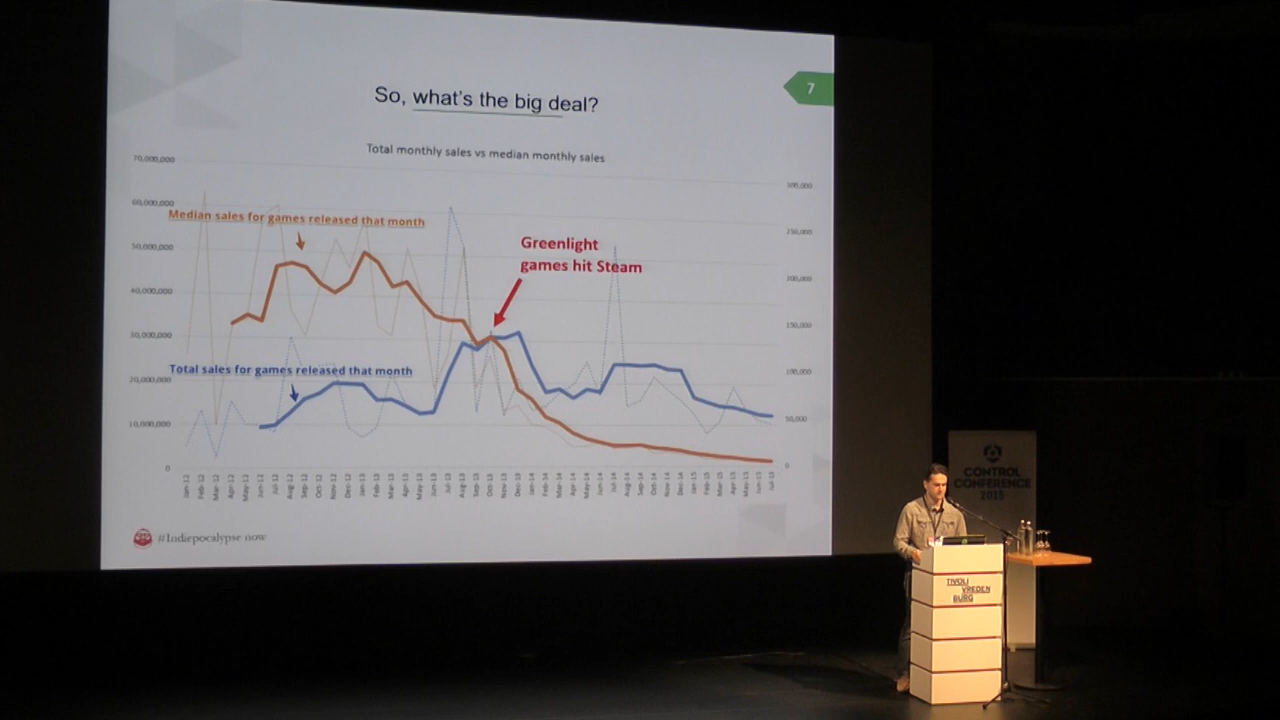 So, what's the big deal?
7
Total monthly sales vs median monthly sales
70,000,000
60,000,000
50,000,000
40,000,000
30,000,000
20,000,000
10,000,000
0
300,000
250,000
200,000
150,000
100,000
50,000
0
Median sales for games released that month
Greenlight
games hit Steam
Total sales for games released that month
Jan-12
Feb-12
Mar-12
Apr-12
May-12
Jun-12
Jul-12
Aug-12
Sep-12
Oct-12
Nov-12
Dec-12
Jan-13
Feb-13
Mar-13
Apr-13
May-13
Jun-13
Jul-13
Aug-13
Sep-13
Oct-13
Nov-13
Dec-13
Jan-14
Feb-14
Mar-14
Apr-14
May-14
Jun-14
Jul-14
Aug-14
Sep-14
Oct-14
Nov-14
Dec-14
Jan-15
Feb-15
Mar-15
Apr-15
May-15
Jun-15
Jul-15
#Indiepocalypse now
CONTROL
CONFERENCE
2015
TIVOLI
VREDEN
BURG